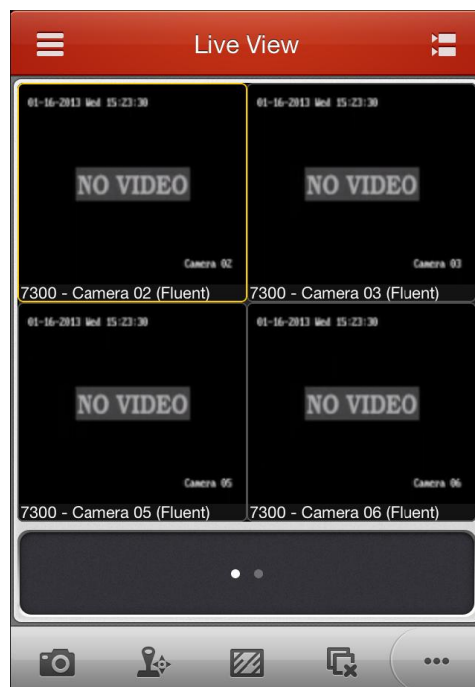 Live View
01-16-2013 Wed 15:23:30
NO VIDEO
Camera 02
7300 - Camera 02 (Fluent)
01-16-2013 Wed 15:23:30
NO VIDEO
Camera 03
7300 - Camera 03 (Fluent)
01-16-2013 Wed 15:23:30
NO VIDEO
Camera 05
7300 - Camera 05 (Fluent)
01-16-2013 Wed 15:23:30
NO VIDEO
Camera 06
7300 - Camera 06 (Fluent)